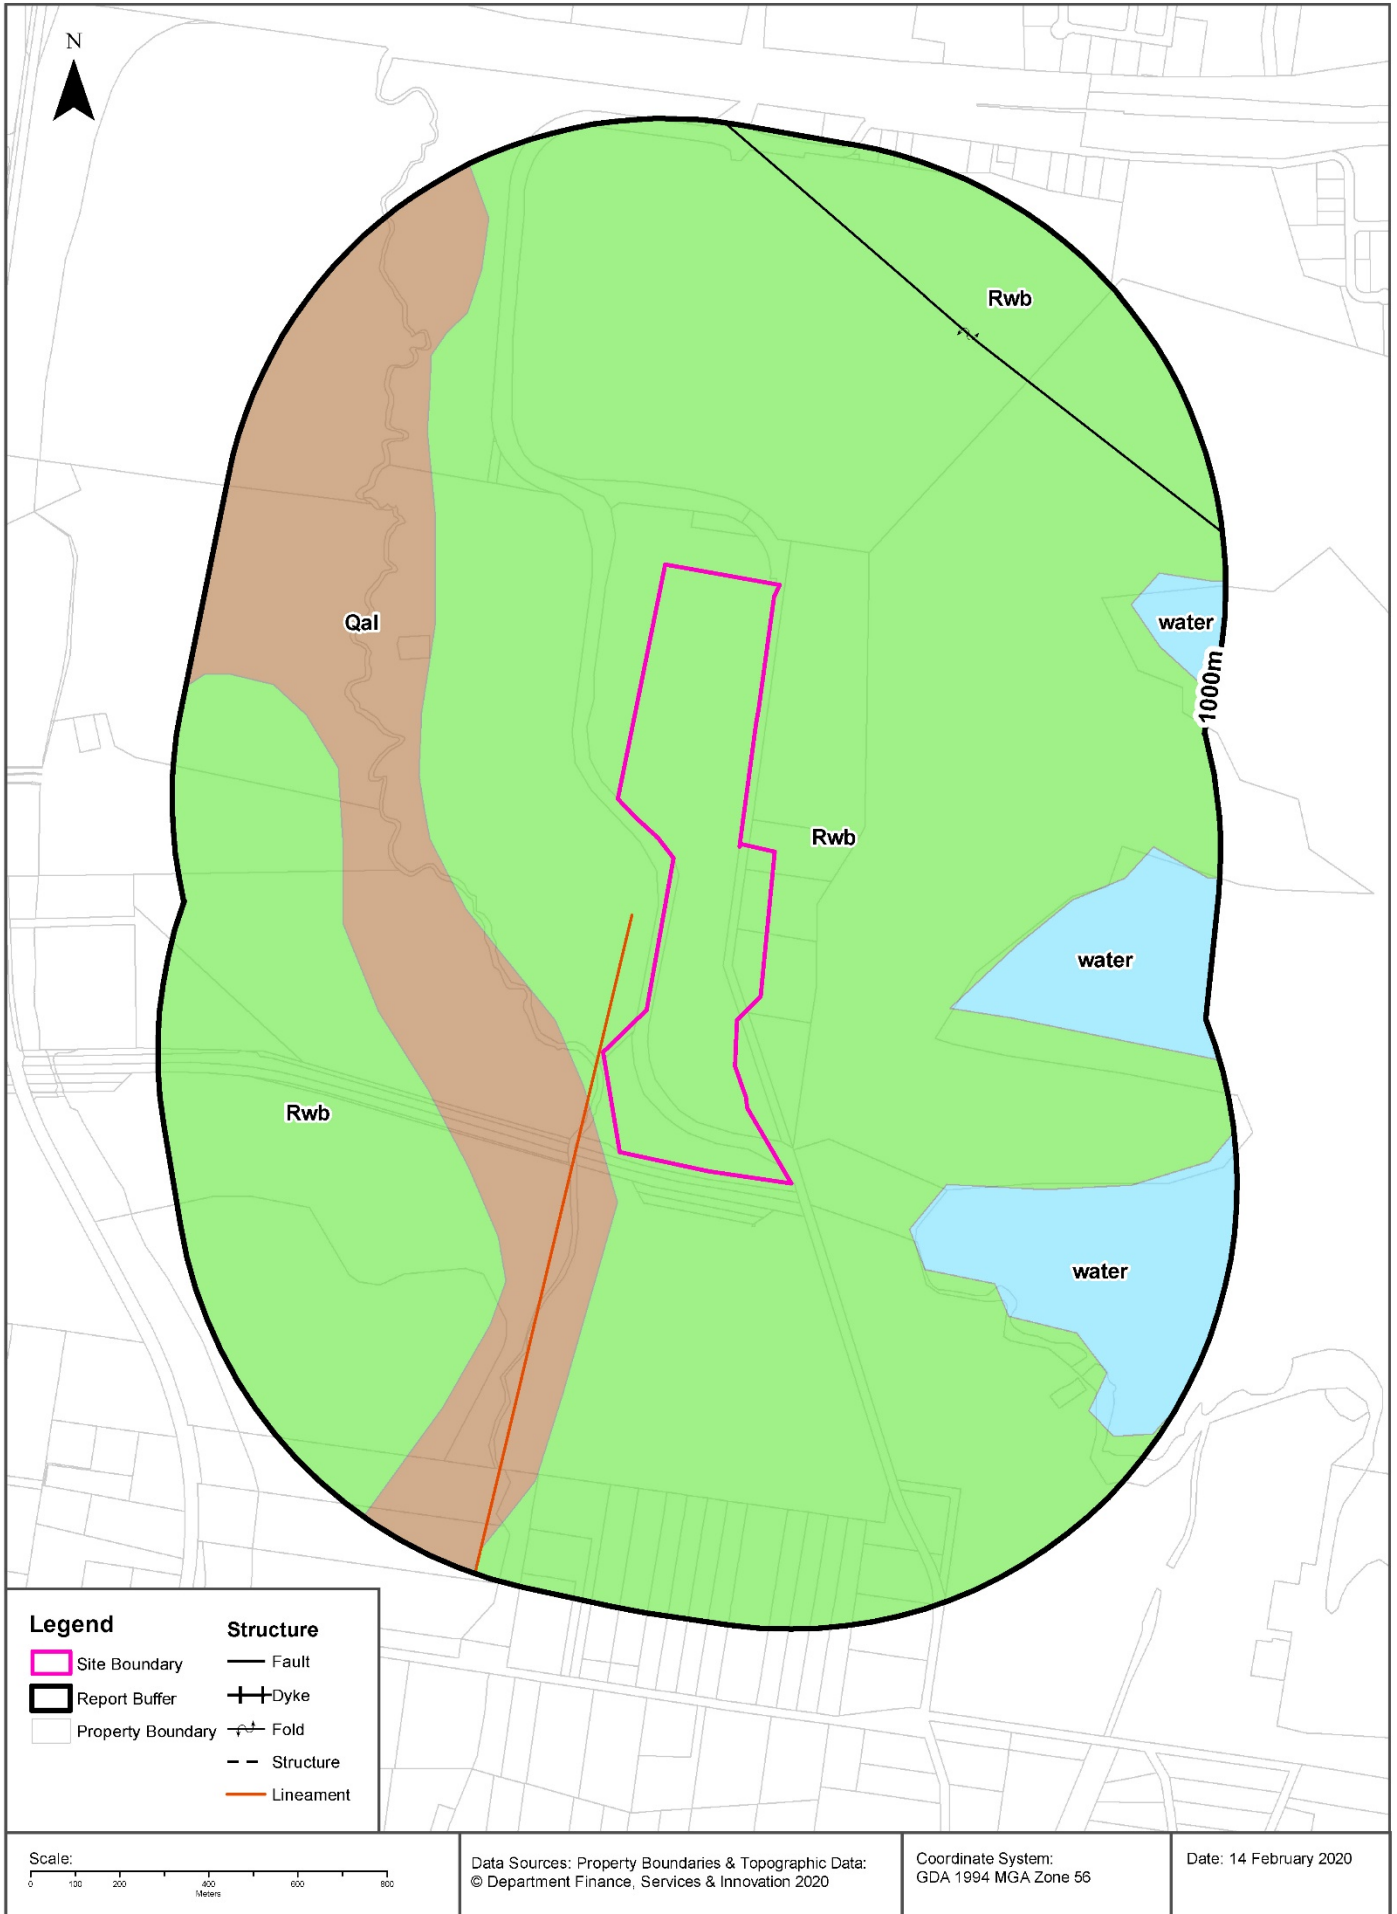 N
Rwb
Qal
water
1000m
Rwb
water
Rwb
water
Legend
Site Boundary
Report Buffer
Property Boundary
Structure
Fault
Dyke
Fold
Structure
Lineament
Scale:
0 100 200 400 600 800
Meters
Data Sources: Property Boundaries & Topographic Data:
© Department Finance, Services & Innovation 2020
Coordinate System:
GDA 1994 MGA Zone 56
Date: 14 February 2020